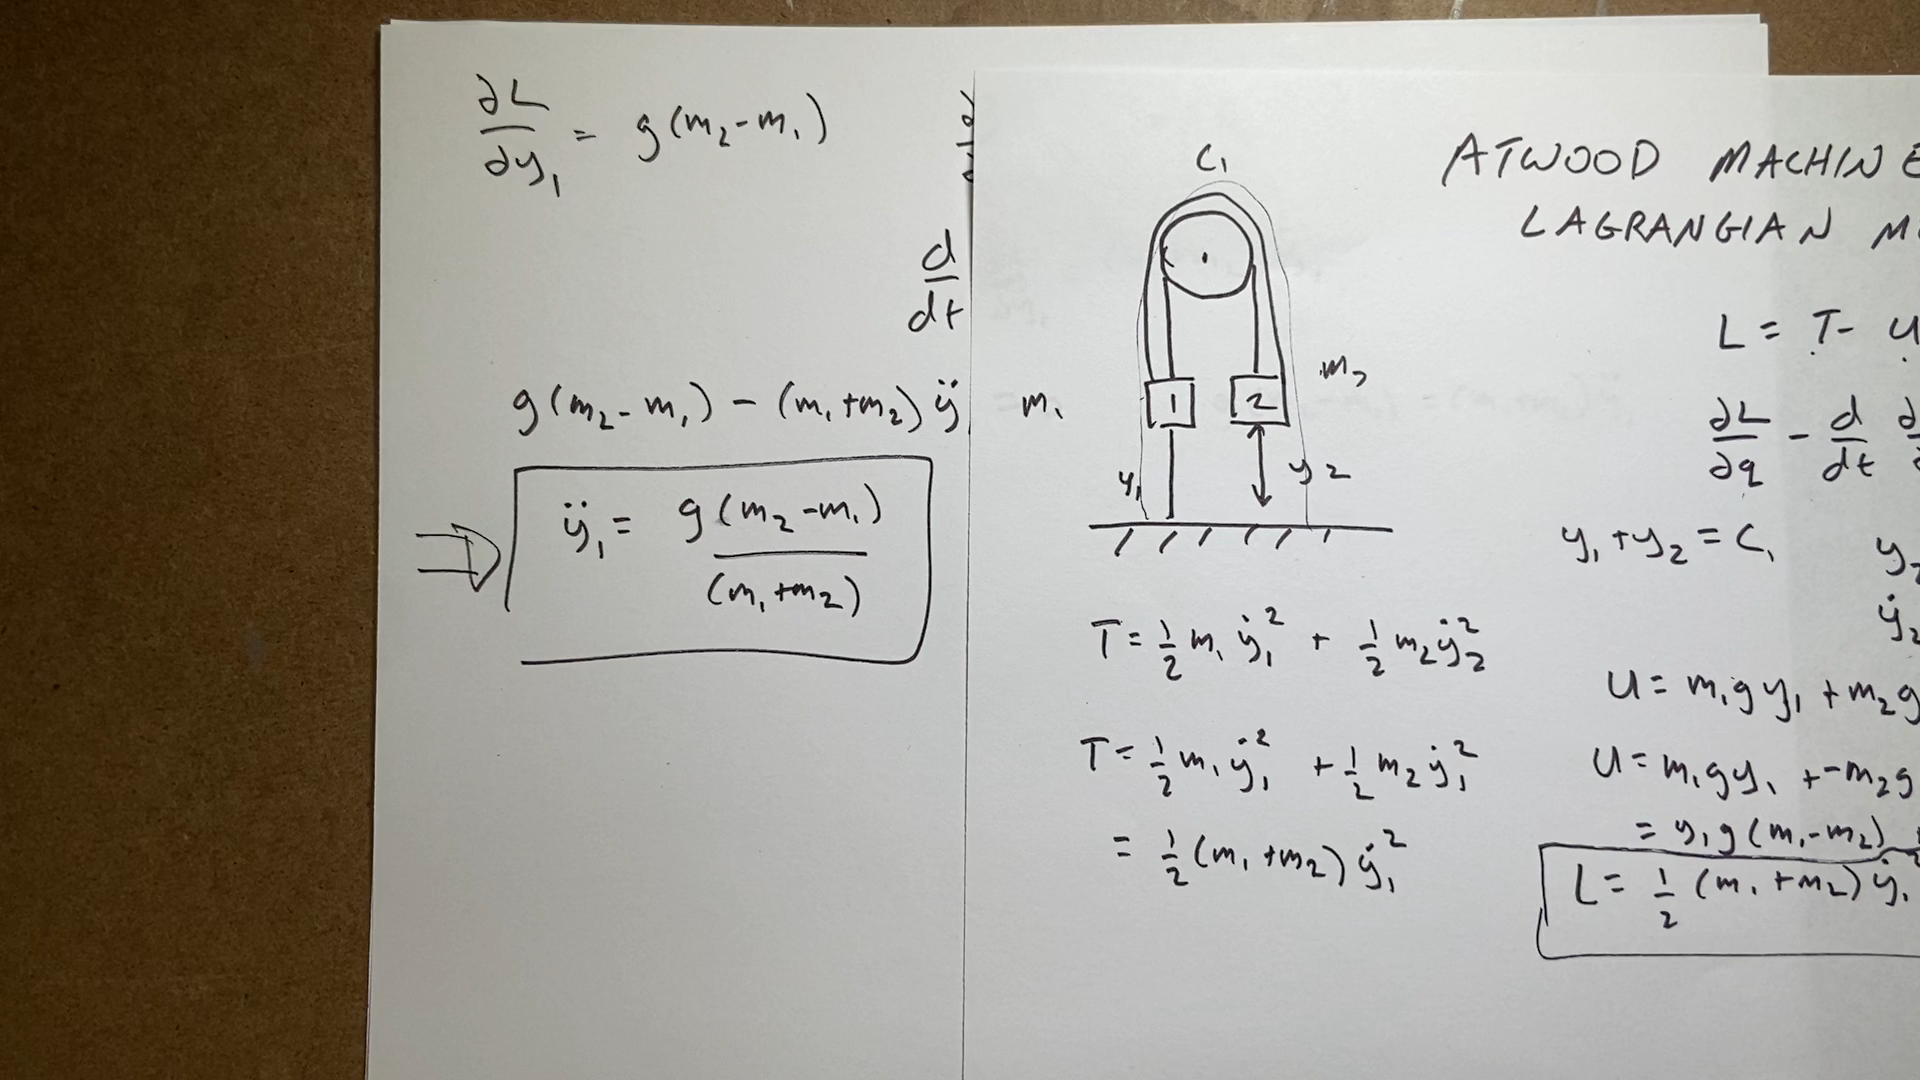 ∂L/∂y₁ = g(m₂-m₁)
d/dt
g(m₂-m₁) - (m₁+m₂)ÿ
⇒ ÿ₁ = g(m₂-m₁)/(m₁+m₂)
ATWOOD MACHINE
LAGRANGIAN M
C₁
L = T- U
m₂
m₁ 1 2
∂L/∂q - d/dt ∂
y₁ y2
y₁+y₂ = C₁ y₂
ẏ₂
T = ½m₁ẏ₁² + ½m₂ẏ₂²
U = m₁gy₁ + m₂g
T = ½m₁ẏ₁² + ½m₂ẏ₁²
U = m₁gy₁ + -m₂g
= y₁g(m₁-m₂)
= ½(m₁+m₂)ẏ₁²
L = ½(m₁+m₂)ẏ₁